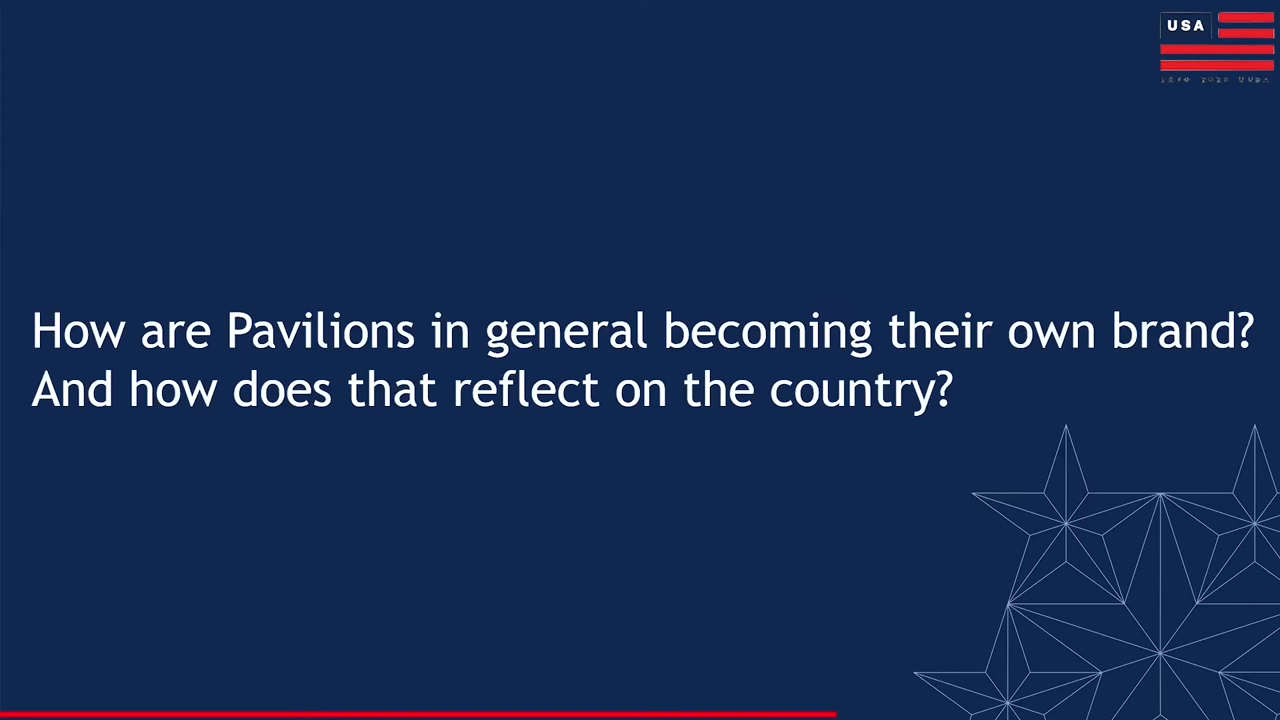 USA
How are Pavilions in general becoming their own brand?
And how does that reflect on the country?